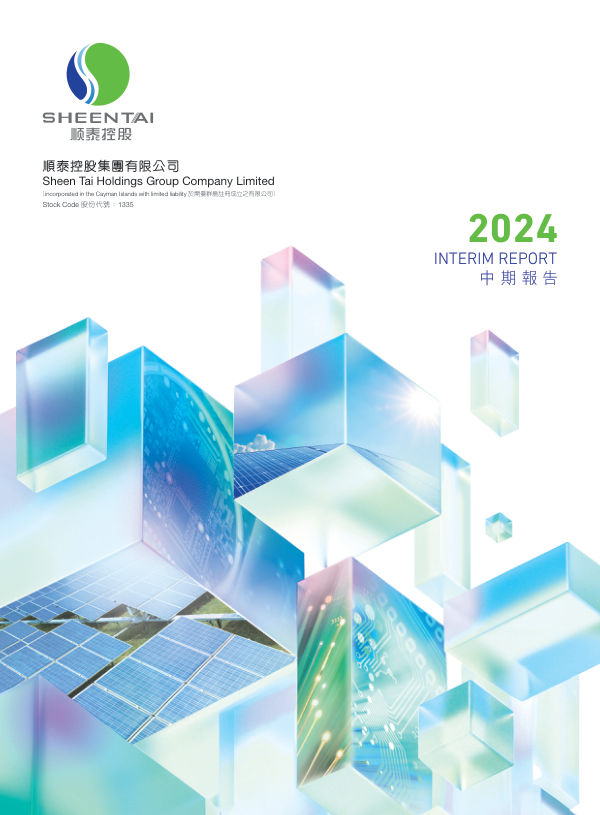 SHEENTAI
順泰控股
順泰控股集團有限公司
Sheen Tai Holdings Group Company Limited
(incorporated in the Cayman Islands with limited liability 於開曼群島註冊成立之有限公司)
Stock Code 股份代號：1335
2024
INTERIM REPORT
中期報告